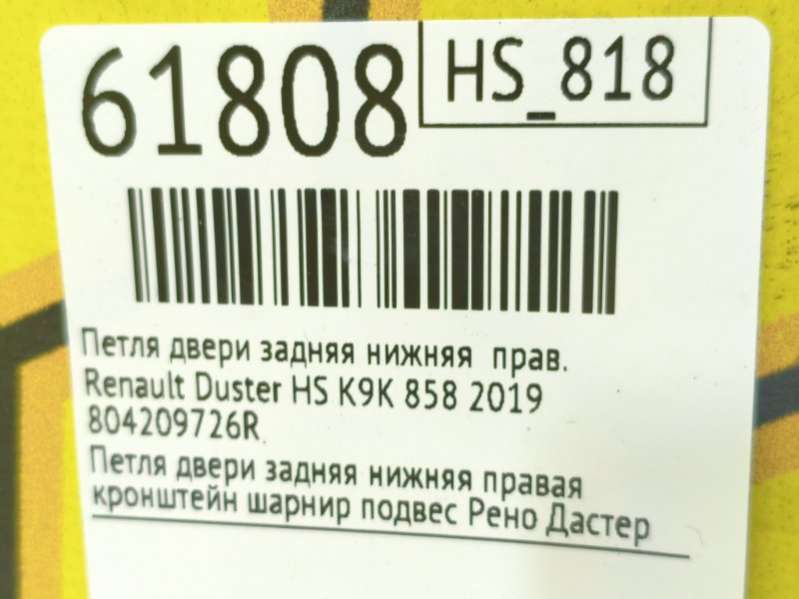 61808
HS_818
Петля двери задняя нижняя прав.
Renault Duster HS K9K 858 2019
804209726R
Петля двери задняя нижняя правая
кронштейн шарнир подвес Рено Дастер